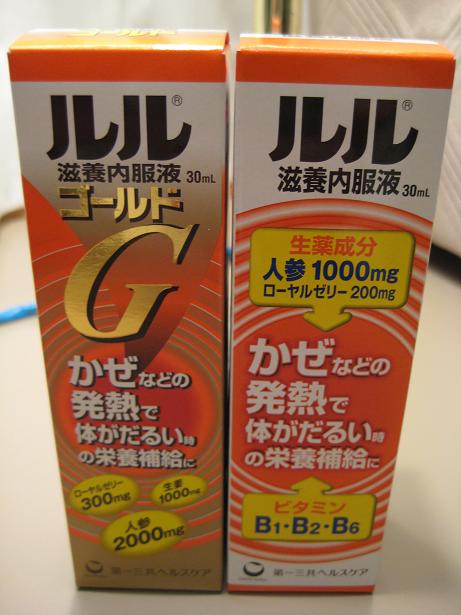 ルル®
滋養内服液 30mL
ゴールド
G
かぜなどの
発熱で
体がだるい時
の栄養補給に
ローヤルゼリー
300mg
生薬
1000mg
人参
2000mg
第一三共ヘルスケア
ルル®
滋養内服液 30mL
生薬成分
人参 1000mg
ローヤルゼリー 200mg
かぜなどの
発熱で
体がだるい時
の栄養補給に
ビタミン
B1・B2・B6
第一三共ヘルスケア